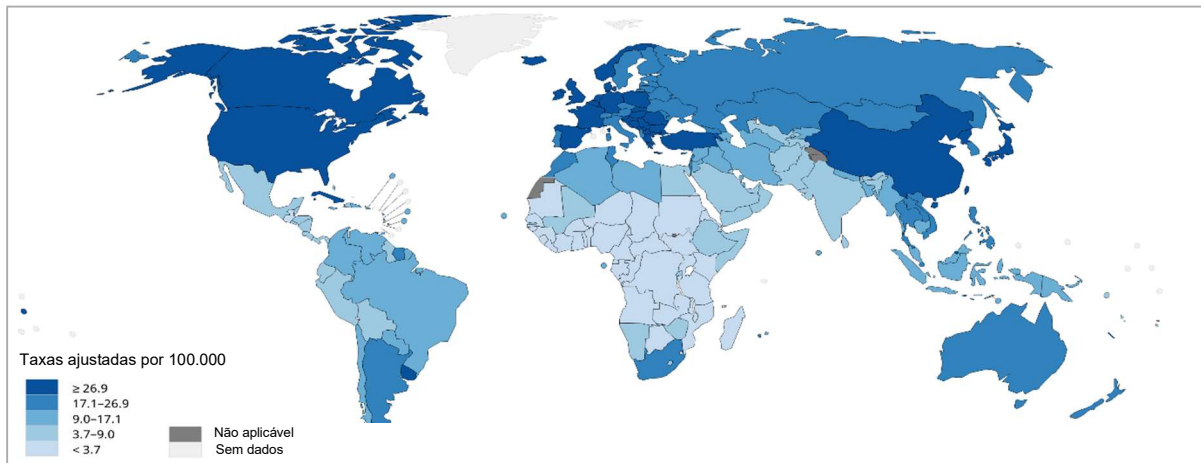 Taxas ajustadas por 100.000
≥ 26.9
17.1–26.9
9.0–17.1
3.7–9.0
< 3.7
Não aplicável
Sem dados